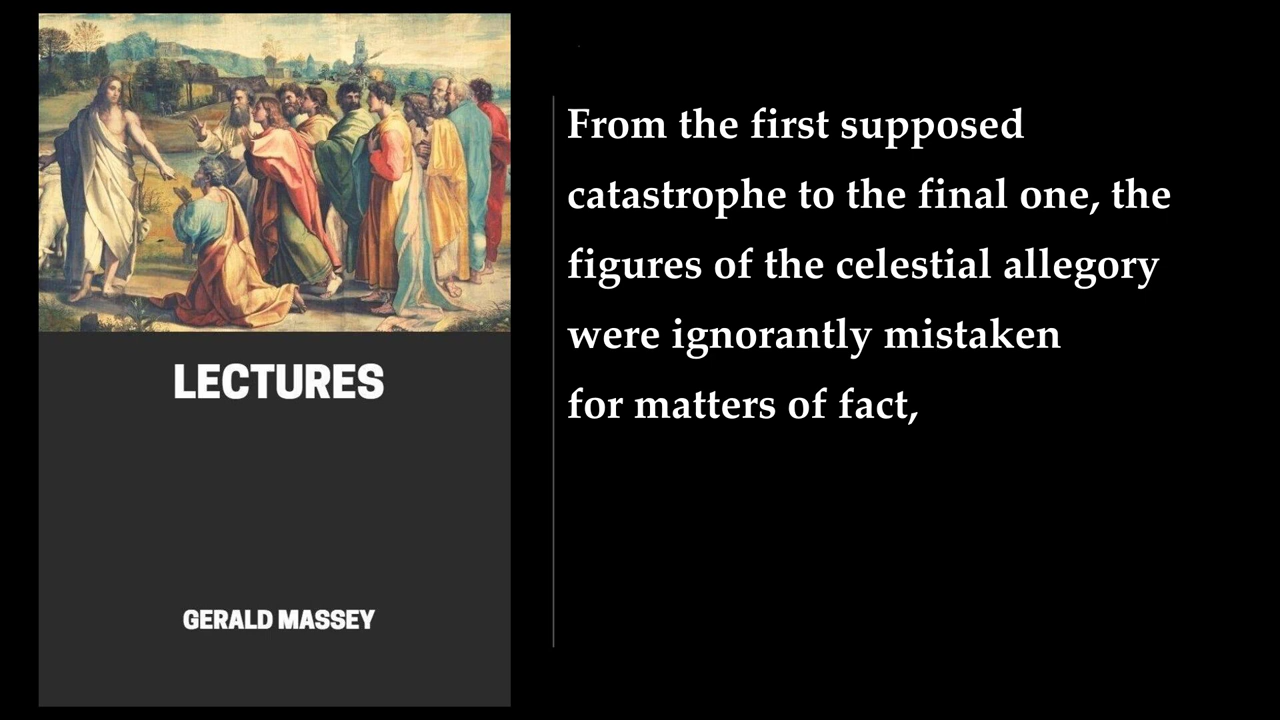 LECTURES
GERALD MASSEY
From the first supposed
catastrophe to the final one, the
figures of the celestial allegory
were ignorantly mistaken
for matters of fact,